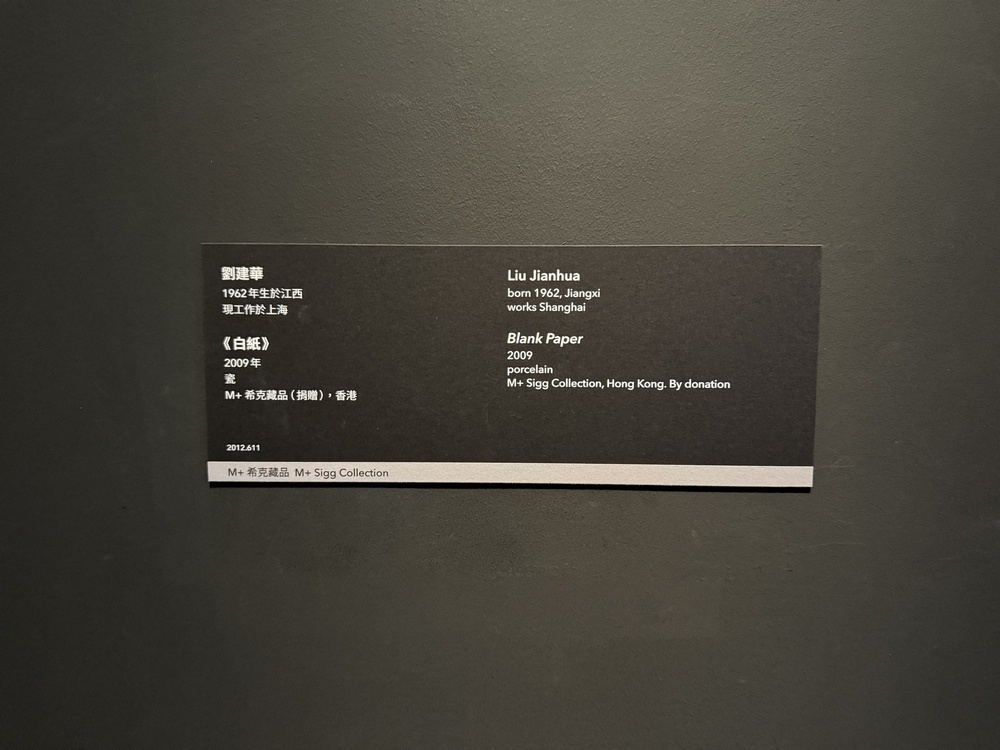 劉建華
1962年生於江西
現工作於上海
《白紙》
2009年
瓷
M+ 希克藏品（捐贈），香港
2012.611
Liu Jianhua
born 1962, Jiangxi
works Shanghai
Blank Paper
2009
porcelain
M+ Sigg Collection, Hong Kong. By donation
M+ 希克藏品 M+ Sigg Collection